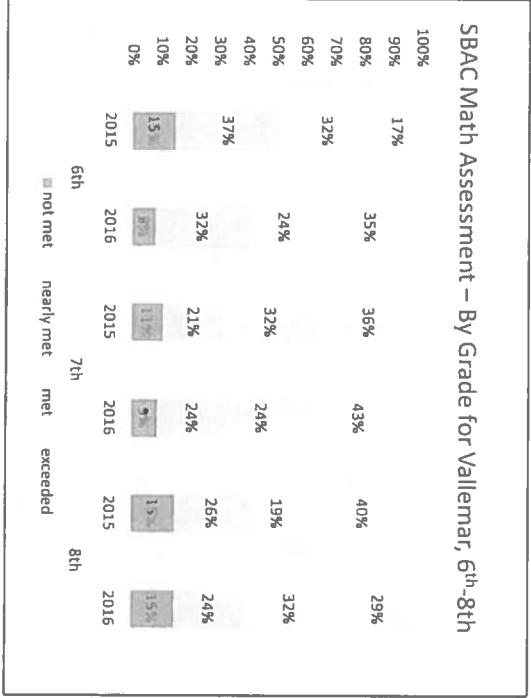 SBAC Math Assessment – By Grade for Vallemar, 6th-8th
100%
90%
80%
70%
60%
50%
40%
30%
20%
10%
0%
17% 35% 36% 43% 40% 29%
32% 24% 32% 24% 19% 32%
37% 32% 21% 24% 26% 24%
15% 8% 11% 9% 15% 15%
2015 2016 2015 2016 2015 2016
6th 7th 8th
not met nearly met met exceeded